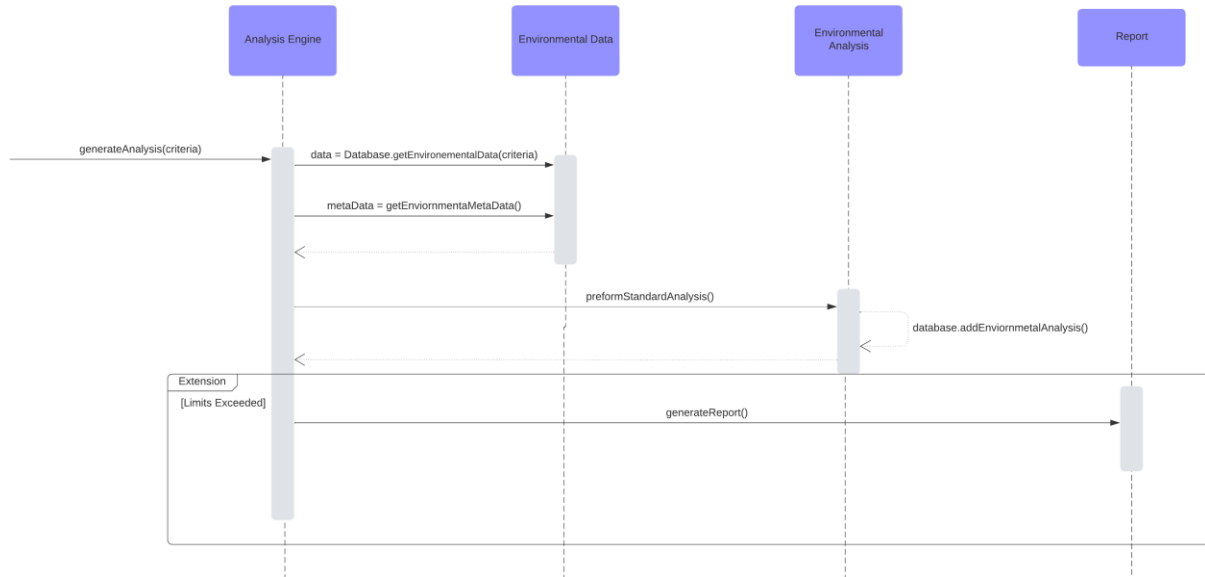 Analysis Engine
Environmental Data
Environmental
Analysis
Report
generateAnalysis(criteria)
data = Database.getEnvironementalData(criteria)
metaData = getEnviornmentaMetaData()
preformStandardAnalysis()
database.addEnviornmetalAnalysis()
Extension
[Limits Exceeded]
generateReport()